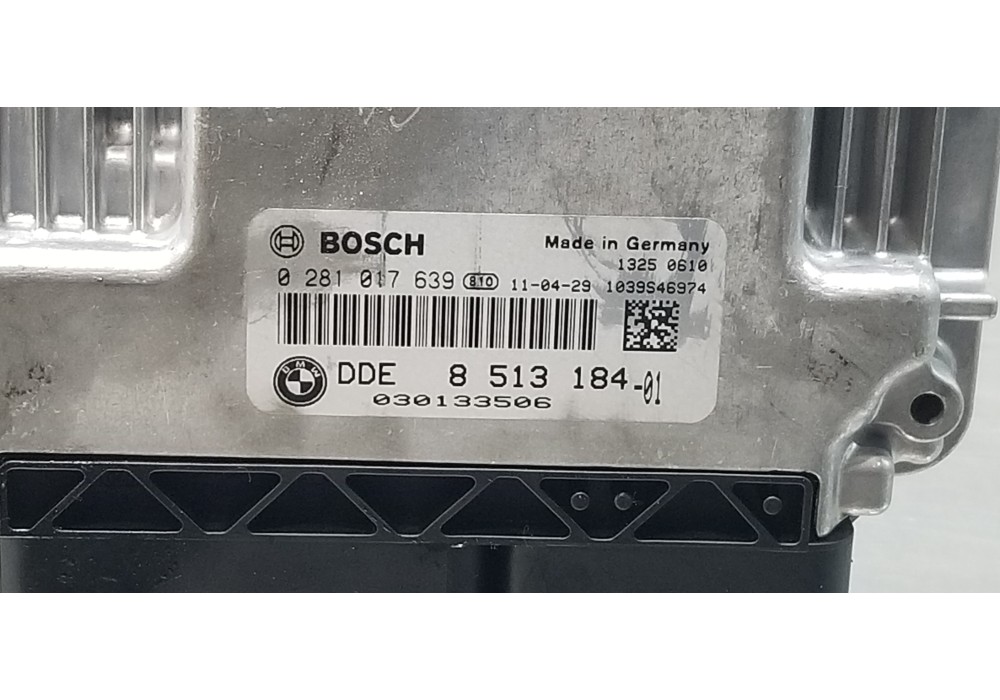 BOSCH Made in Germany
1325 0610
0 281 017 639 810 11-04-29 1039S46974
BMW DDE 8 513 184-01
030133506